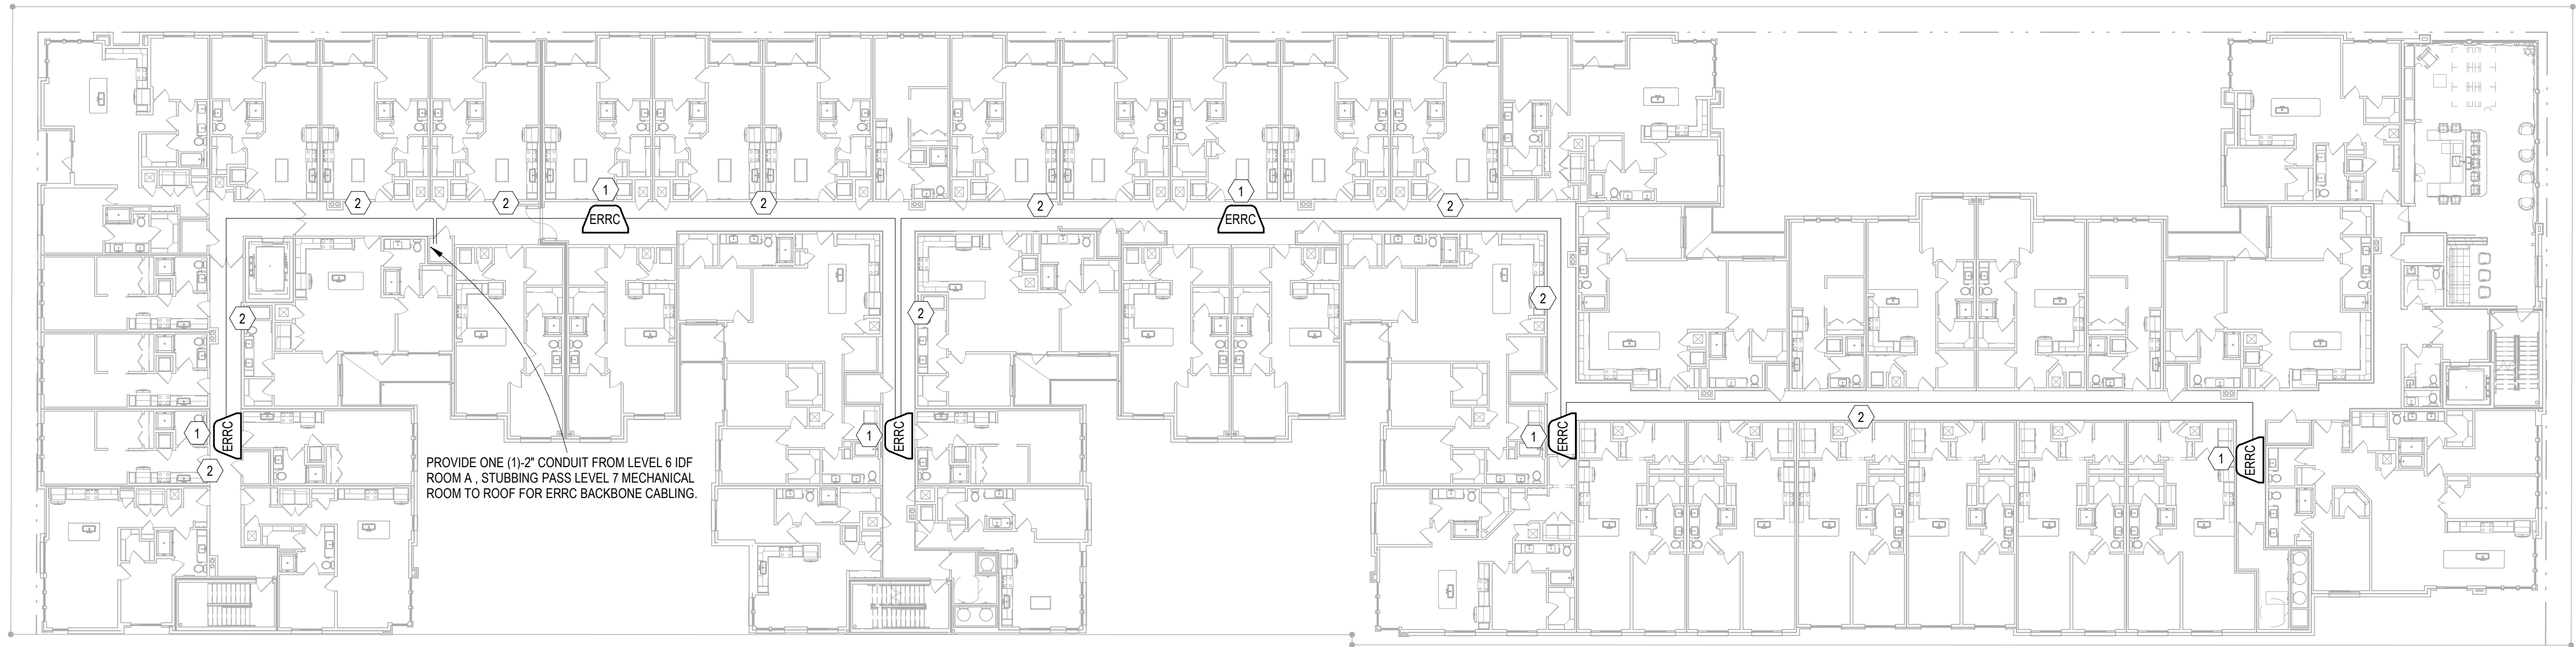 1
1
2
2
2
2
2
ERRC
ERRC
2
2
2
2
1
ERRC
1
ERRC
1
ERRC
2
1
ERRC
2
PROVIDE ONE (1)-2" CONDUIT FROM LEVEL 6 IDF
ROOM A , STUBBING PASS LEVEL 7 MECHANICAL
ROOM TO ROOF FOR ERRC BACKBONE CABLING.